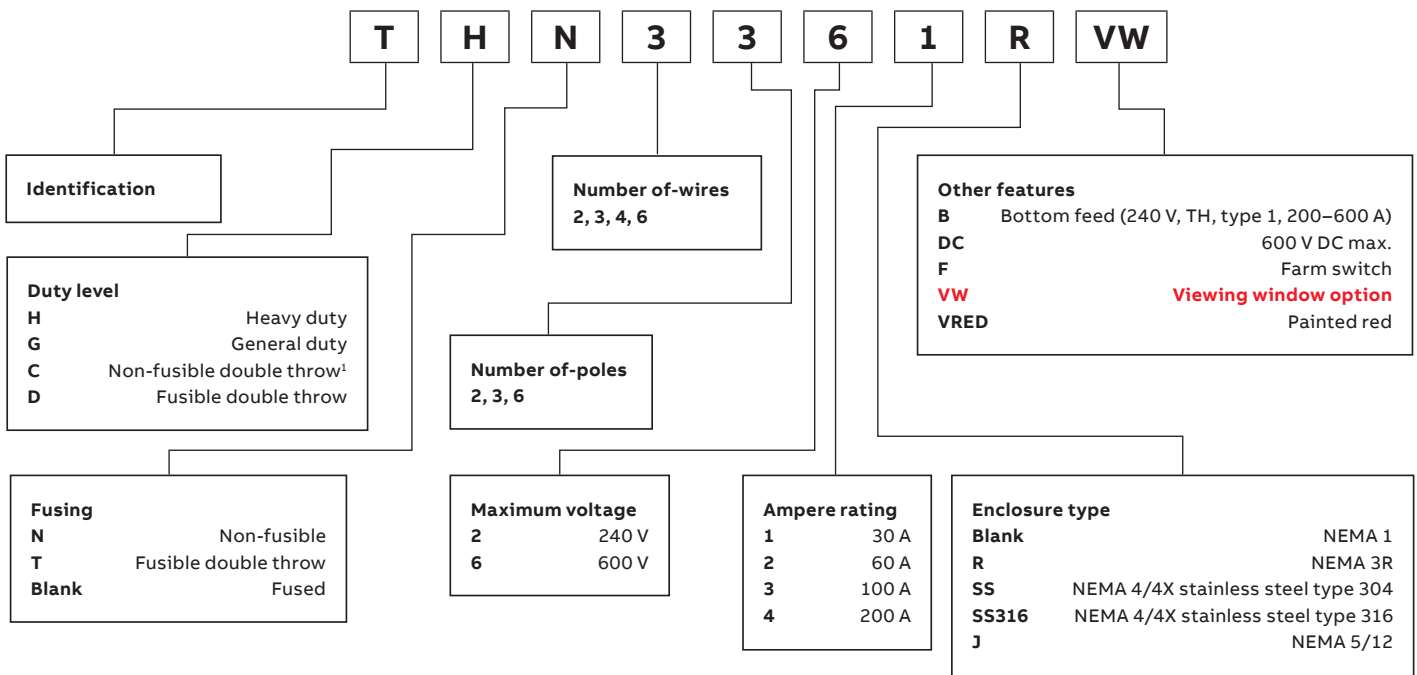 T H N 3 3 6 1 R VW
Identification
Duty level
H Heavy duty
G General duty
C Non-fusible double throw¹
D Fusible double throw
Fusing
N Non-fusible
T Fusible double throw
Blank Fused
Number of-wires
2, 3, 4, 6
Number of-poles
2, 3, 6
Maximum voltage
2 240 V
6 600 V
Ampere rating
1 30 A
2 60 A
3 100 A
4 200 A
Enclosure type
Blank NEMA 1
R NEMA 3R
SS NEMA 4/4X stainless steel type 304
SS316 NEMA 4/4X stainless steel type 316
J NEMA 5/12
Other features
B Bottom feed (240 V, TH, type 1, 200–600 A)
DC 600 V DC max.
F Farm switch
VW Viewing window option
VRED Painted red